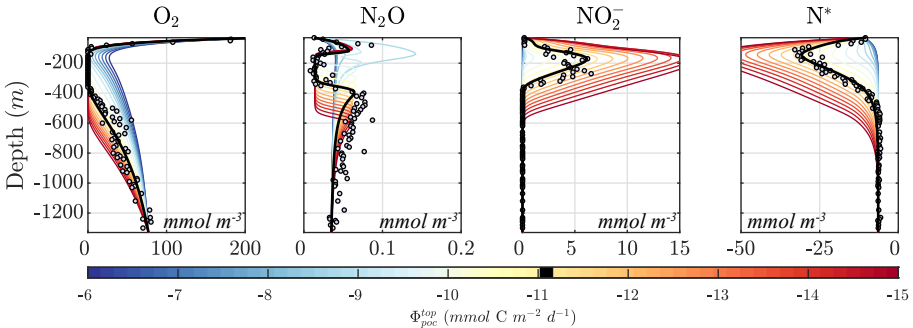 O₂ N₂O NO₂⁻ N*
Depth (m)
-200
-400
-600
-800
-1000
-1200
mmol m⁻³ mmol m⁻³ mmol m⁻³ mmol m⁻³
0 100 200 0 0.1 0.2 0 5 10 15 -50 -25 0
-6 -7 -8 -9 -10 -11 -12 -13 -14 -15
Φ_poc^top (mmol C m⁻² d⁻¹)